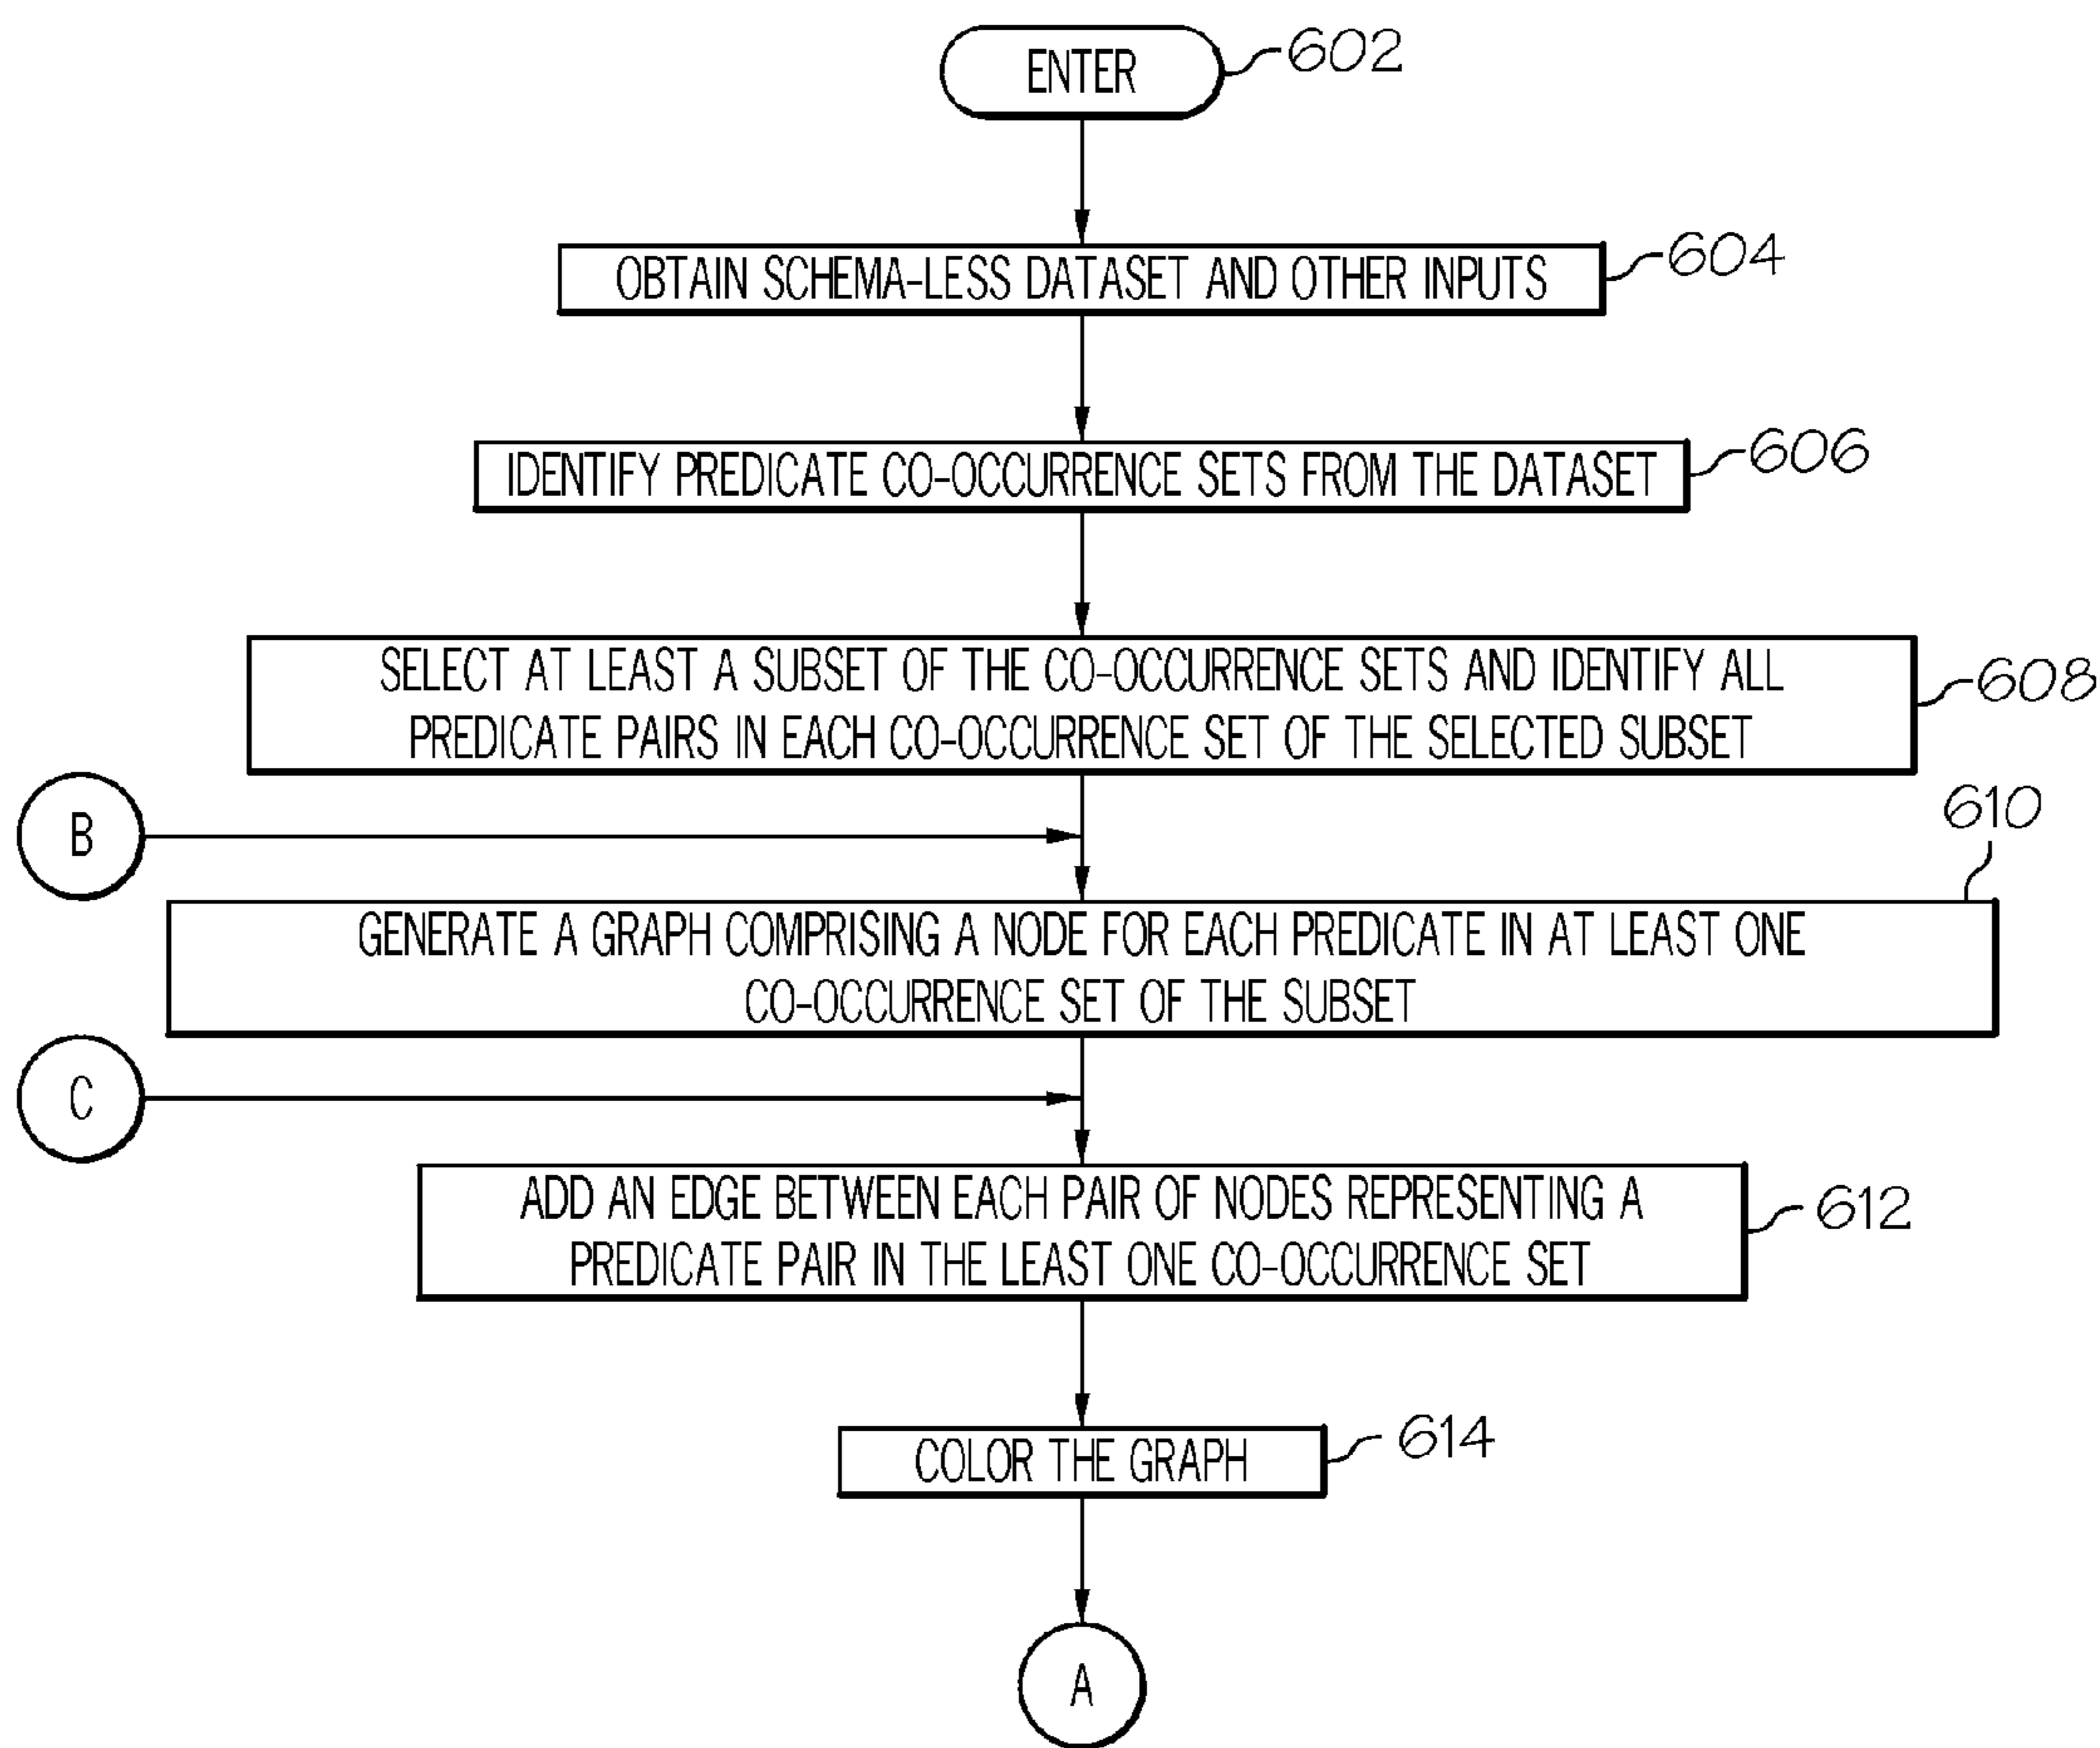 ENTER
602
OBTAIN SCHEMA-LESS DATASET AND OTHER INPUTS
604
IDENTIFY PREDICATE CO-OCCURRENCE SETS FROM THE DATASET
606
SELECT AT LEAST A SUBSET OF THE CO-OCCURRENCE SETS AND IDENTIFY ALL
PREDICATE PAIRS IN EACH CO-OCCURRENCE SET OF THE SELECTED SUBSET
608
B
610
GENERATE A GRAPH COMPRISING A NODE FOR EACH PREDICATE IN AT LEAST ONE
CO-OCCURRENCE SET OF THE SUBSET
C
ADD AN EDGE BETWEEN EACH PAIR OF NODES REPRESENTING A
PREDICATE PAIR IN THE LEAST ONE CO-OCCURRENCE SET
612
COLOR THE GRAPH
614
A